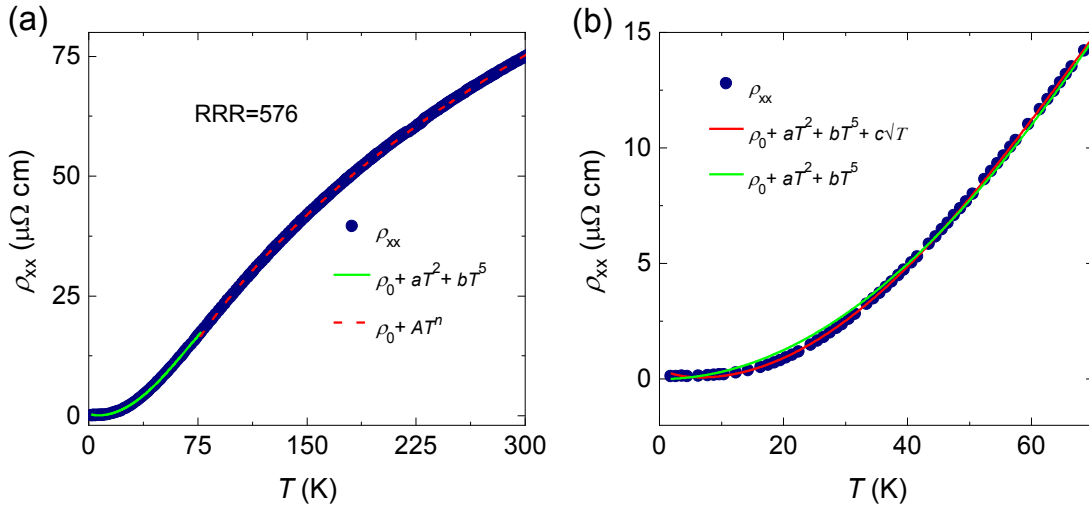 (a)
75
50
25
0
ρxx (μΩ cm)
RRR=576
ρxx
ρ0 + aT² + bT⁵
ρ0 + ATⁿ
0 75 150 225 300
T (K)
(b)
15
10
5
0
ρxx (μΩ cm)
ρxx
ρ0 + aT² + bT⁵ + c√T
ρ0 + aT² + bT⁵
0 20 40 60
T (K)